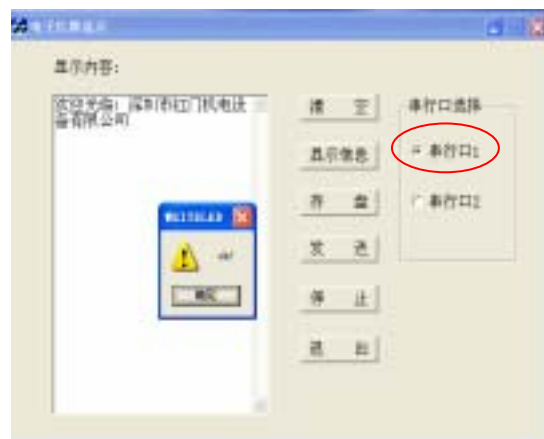 显示内容:
欢迎光临! 深圳市红门机电设
备有限公司
清 空
显示信息
存 盘
发 送
停 止
退 出
串行口选择
串行口1
串行口2
ok!
确定